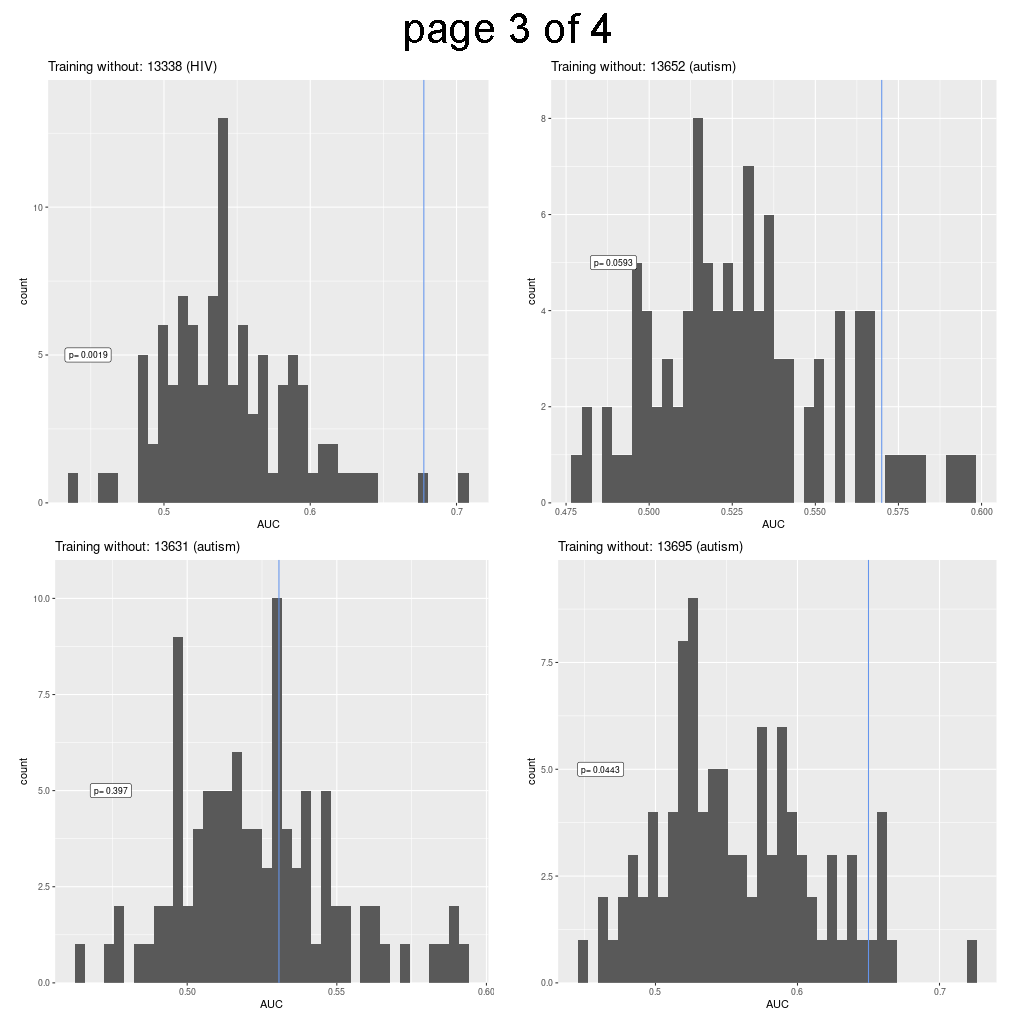 page 3 of 4
Training without: 13338 (HIV)
10
5
0
count
p= 0.0019
0.5
0.6
0.7
AUC
Training without: 13652 (autism)
8
6
4
2
0
count
p= 0.0593
0.475
0.500
0.525
0.550
0.575
0.600
AUC
Training without: 13631 (autism)
10.0
7.5
5.0
2.5
0.0
count
p= 0.397
0.50
0.55
0.60
AUC
Training without: 13695 (autism)
7.5
5.0
2.5
0.0
count
p= 0.0443
0.5
0.6
0.7
AUC